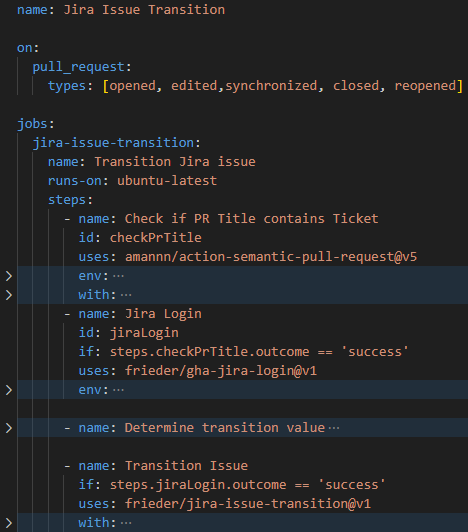 name: Jira Issue Transition
on:
pull_request:
types: [opened, edited,synchronized, closed, reopened]
jobs:
jira-issue-transition:
name: Transition Jira issue
runs-on: ubuntu-latest
steps:
- name: Check if PR Title contains Ticket
id: checkPrTitle
uses: amannn/action-semantic-pull-request@v5
env:⋯
with:⋯
- name: Jira Login
id: jiraLogin
if: steps.checkPrTitle.outcome == 'success'
uses: frieder/gha-jira-login@v1
env:⋯
- name: Determine transition value⋯
- name: Transition Issue
if: steps.jiraLogin.outcome == 'success'
uses: frieder/jira-issue-transition@v1
with:⋯